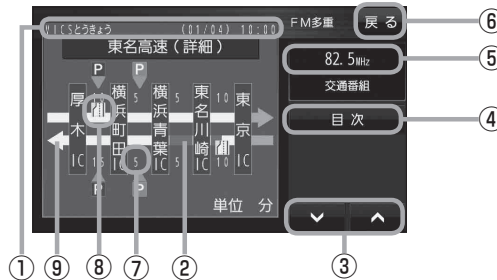 VICSとうきょう (01/04) 10:00
FM多重
戻る
⑥
東名高速(詳細)
82.5MHz
⑤
交通番組
P P
厚木IC 横浜町田IC 5 横浜青葉IC 5 東名川崎IC 10 東京
目次
④
15 5 5 10
P P
単位 分
① ⑨ ⑧ ⑦ ② ③